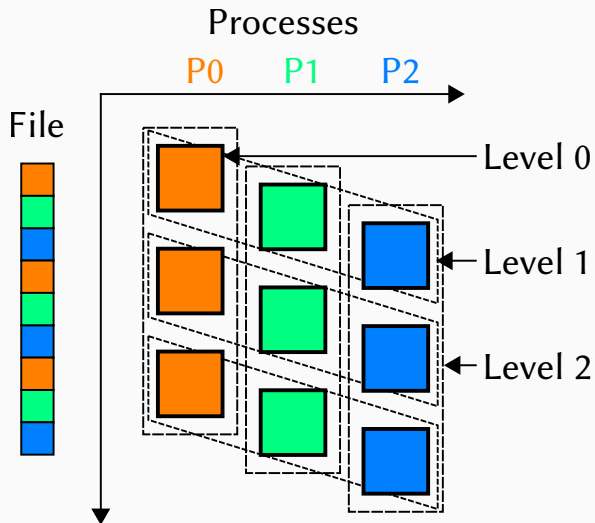 Processes
P0 P1 P2
File
Level 0
Level 1
Level 2